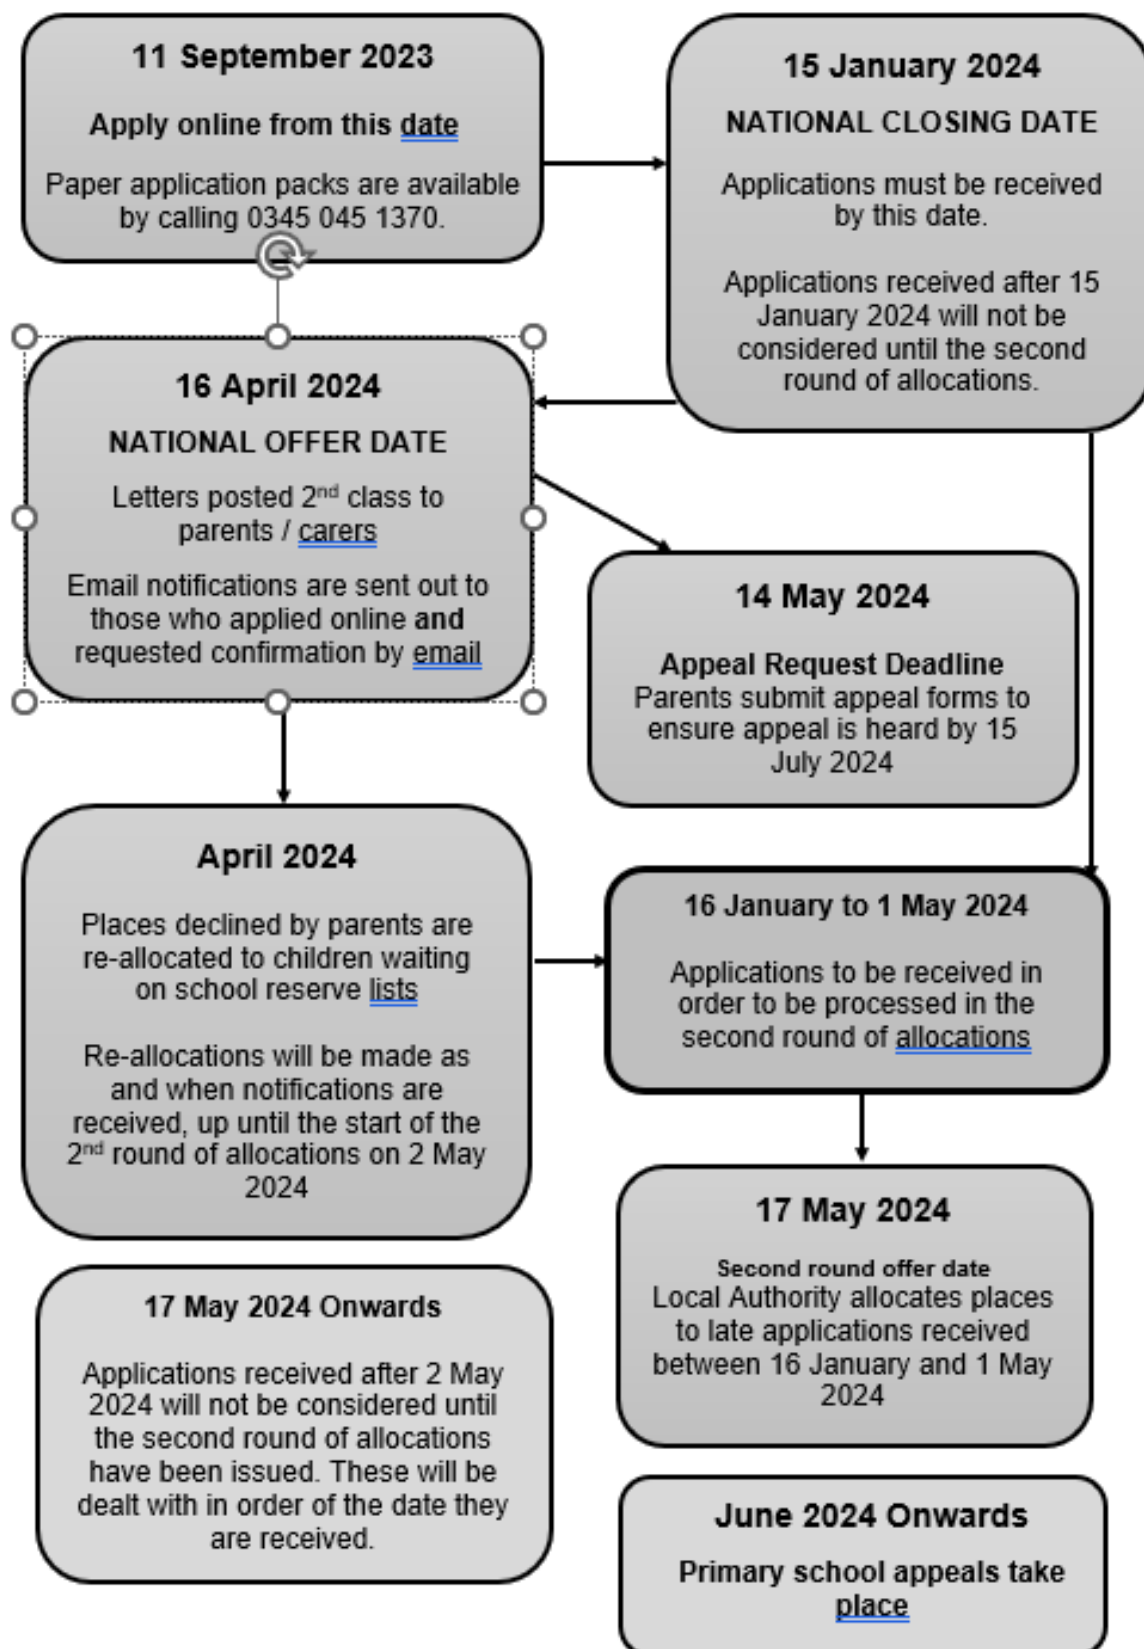 11 September 2023
Apply online from this date
Paper application packs are available
by calling 0345 045 1370.
15 January 2024
NATIONAL CLOSING DATE
Applications must be received
by this date.
Applications received after 15
January 2024 will not be
considered until the second
round of allocations.
16 April 2024
NATIONAL OFFER DATE
Letters posted 2nd class to
parents / carers
Email notifications are sent out to
those who applied online and
requested confirmation by email
14 May 2024
Appeal Request Deadline
Parents submit appeal forms to
ensure appeal is heard by 15
July 2024
April 2024
Places declined by parents are
re-allocated to children waiting
on school reserve lists
Re-allocations will be made as
and when notifications are
received, up until the start of the
2nd round of allocations on 2 May
2024
16 January to 1 May 2024
Applications to be received in
order to be processed in the
second round of allocations
17 May 2024
Second round offer date
Local Authority allocates places
to late applications received
between 16 January and 1 May
2024
17 May 2024 Onwards
Applications received after 2 May
2024 will not be considered until
the second round of allocations
have been issued. These will be
dealt with in order of the date they
are received.
June 2024 Onwards
Primary school appeals take
place